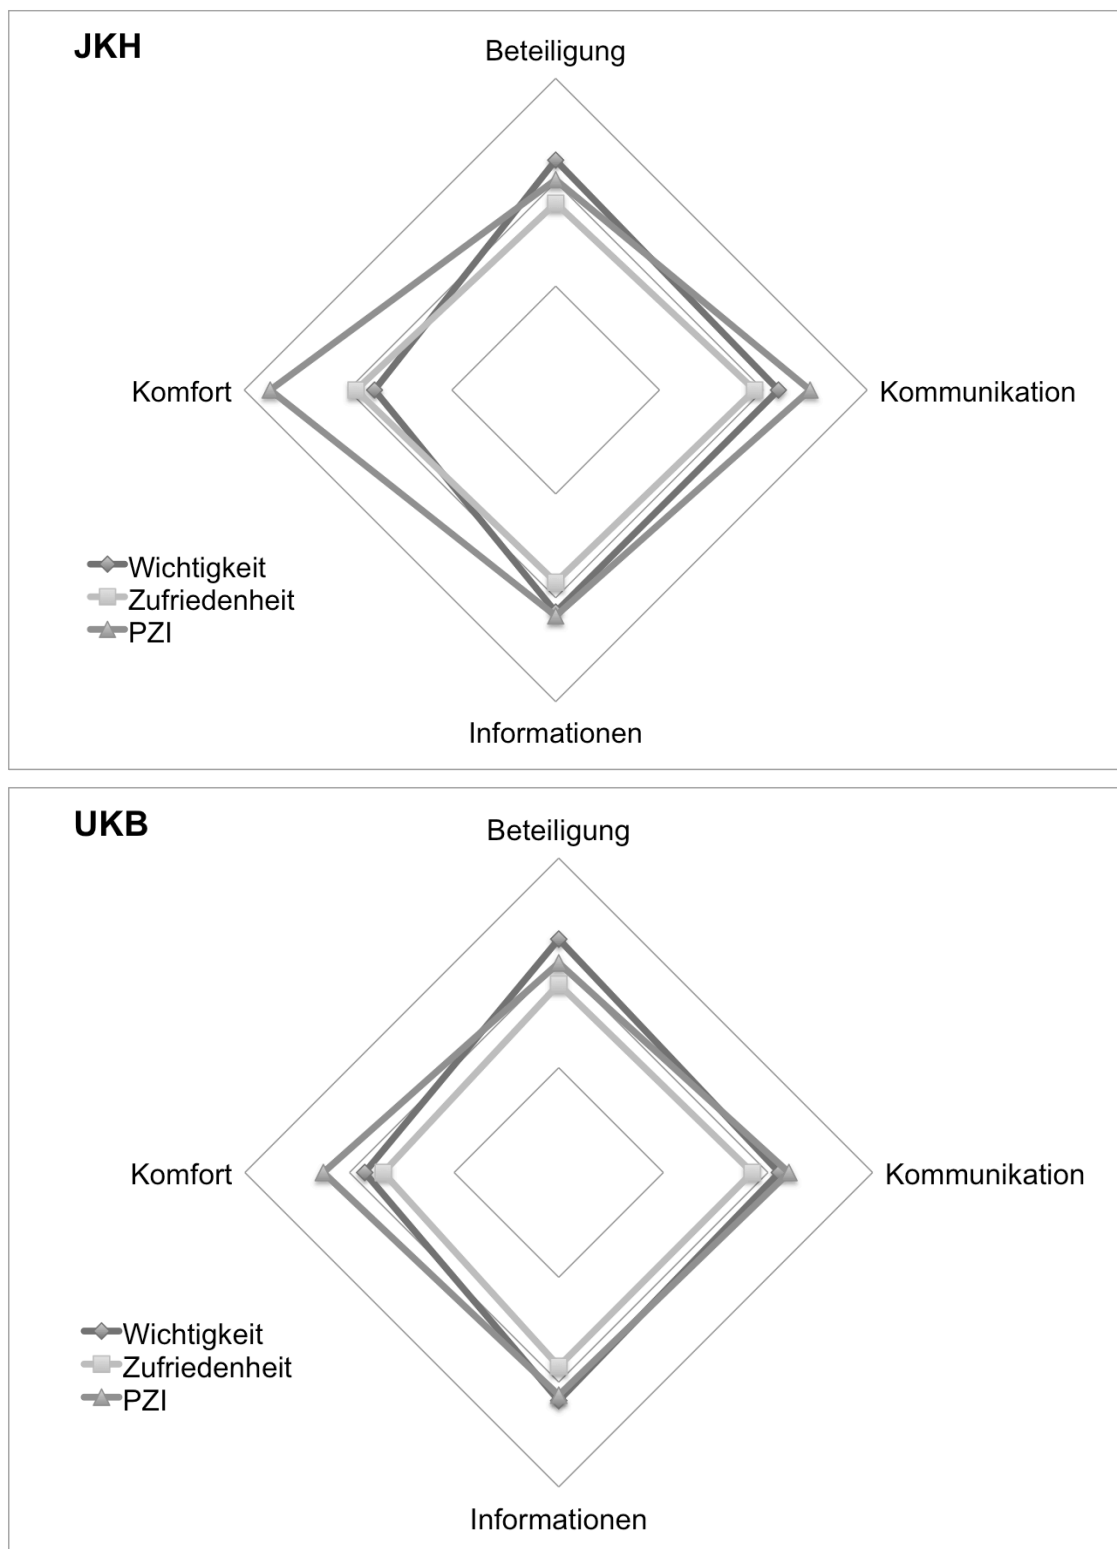 JKH
Beteiligung
Komfort
Kommunikation
Wichtigkeit
Zufriedenheit
PZI
Informationen
UKB
Beteiligung
Komfort
Kommunikation
Wichtigkeit
Zufriedenheit
PZI
Informationen